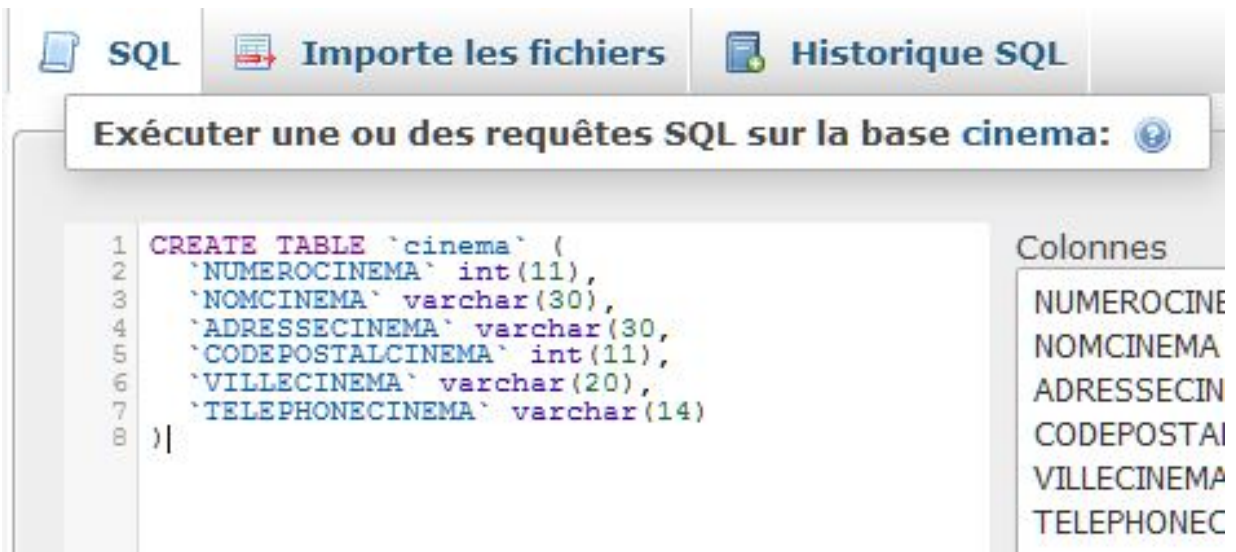 SQL Importe les fichiers Historique SQL
Exécuter une ou des requêtes SQL sur la base cinema:
1 CREATE TABLE `cinema` (
2 `NUMEROCINEMA` int(11),
3 `NOMCINEMA` varchar(30),
4 `ADRESSECINEMA` varchar(30,
5 `CODEPOSTALCINEMA` int(11),
6 `VILLECINEMA` varchar(20),
7 `TELEPHONECINEMA` varchar(14)
8 )
Colonnes
NUMEROCINE
NOMCINEMA
ADRESSECIN
CODEPOSTAL
VILLECINEMA
TELEPHONEC